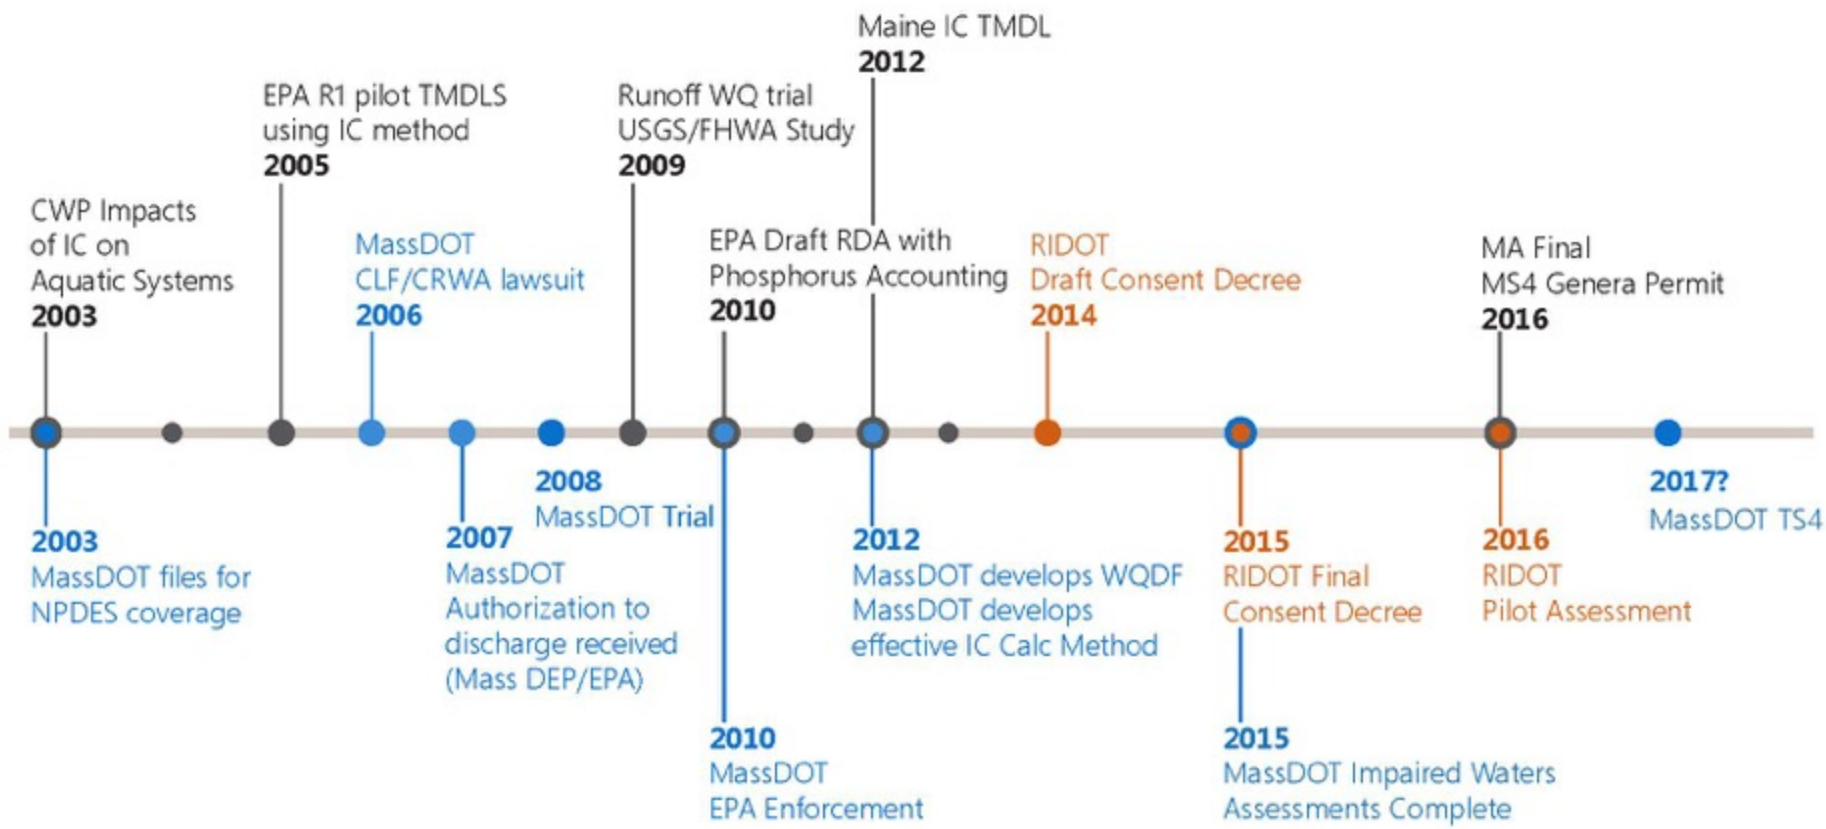 Maine IC TMDL
2012
EPA R1 pilot TMDLS
using IC method
2005
Runoff WQ trial
USGS/FHWA Study
2009
CWP Impacts
of IC on
Aquatic Systems
2003
MassDOT
CLF/CRWA lawsuit
2006
EPA Draft RDA with
Phosphorus Accounting
2010
RIDOT
Draft Consent Decree
2014
MA Final
MS4 Genera Permit
2016
2003
MassDOT files for
NPDES coverage
2007
MassDOT
Authorization to
discharge received
(Mass DEP/EPA)
2008
MassDOT Trial
2010
MassDOT
EPA Enforcement
2012
MassDOT develops WQDF
MassDOT develops
effective IC Calc Method
2015
RIDOT Final
Consent Decree
2015
MassDOT Impaired Waters
Assessments Complete
2016
RIDOT
Pilot Assessment
2017?
MassDOT TS4